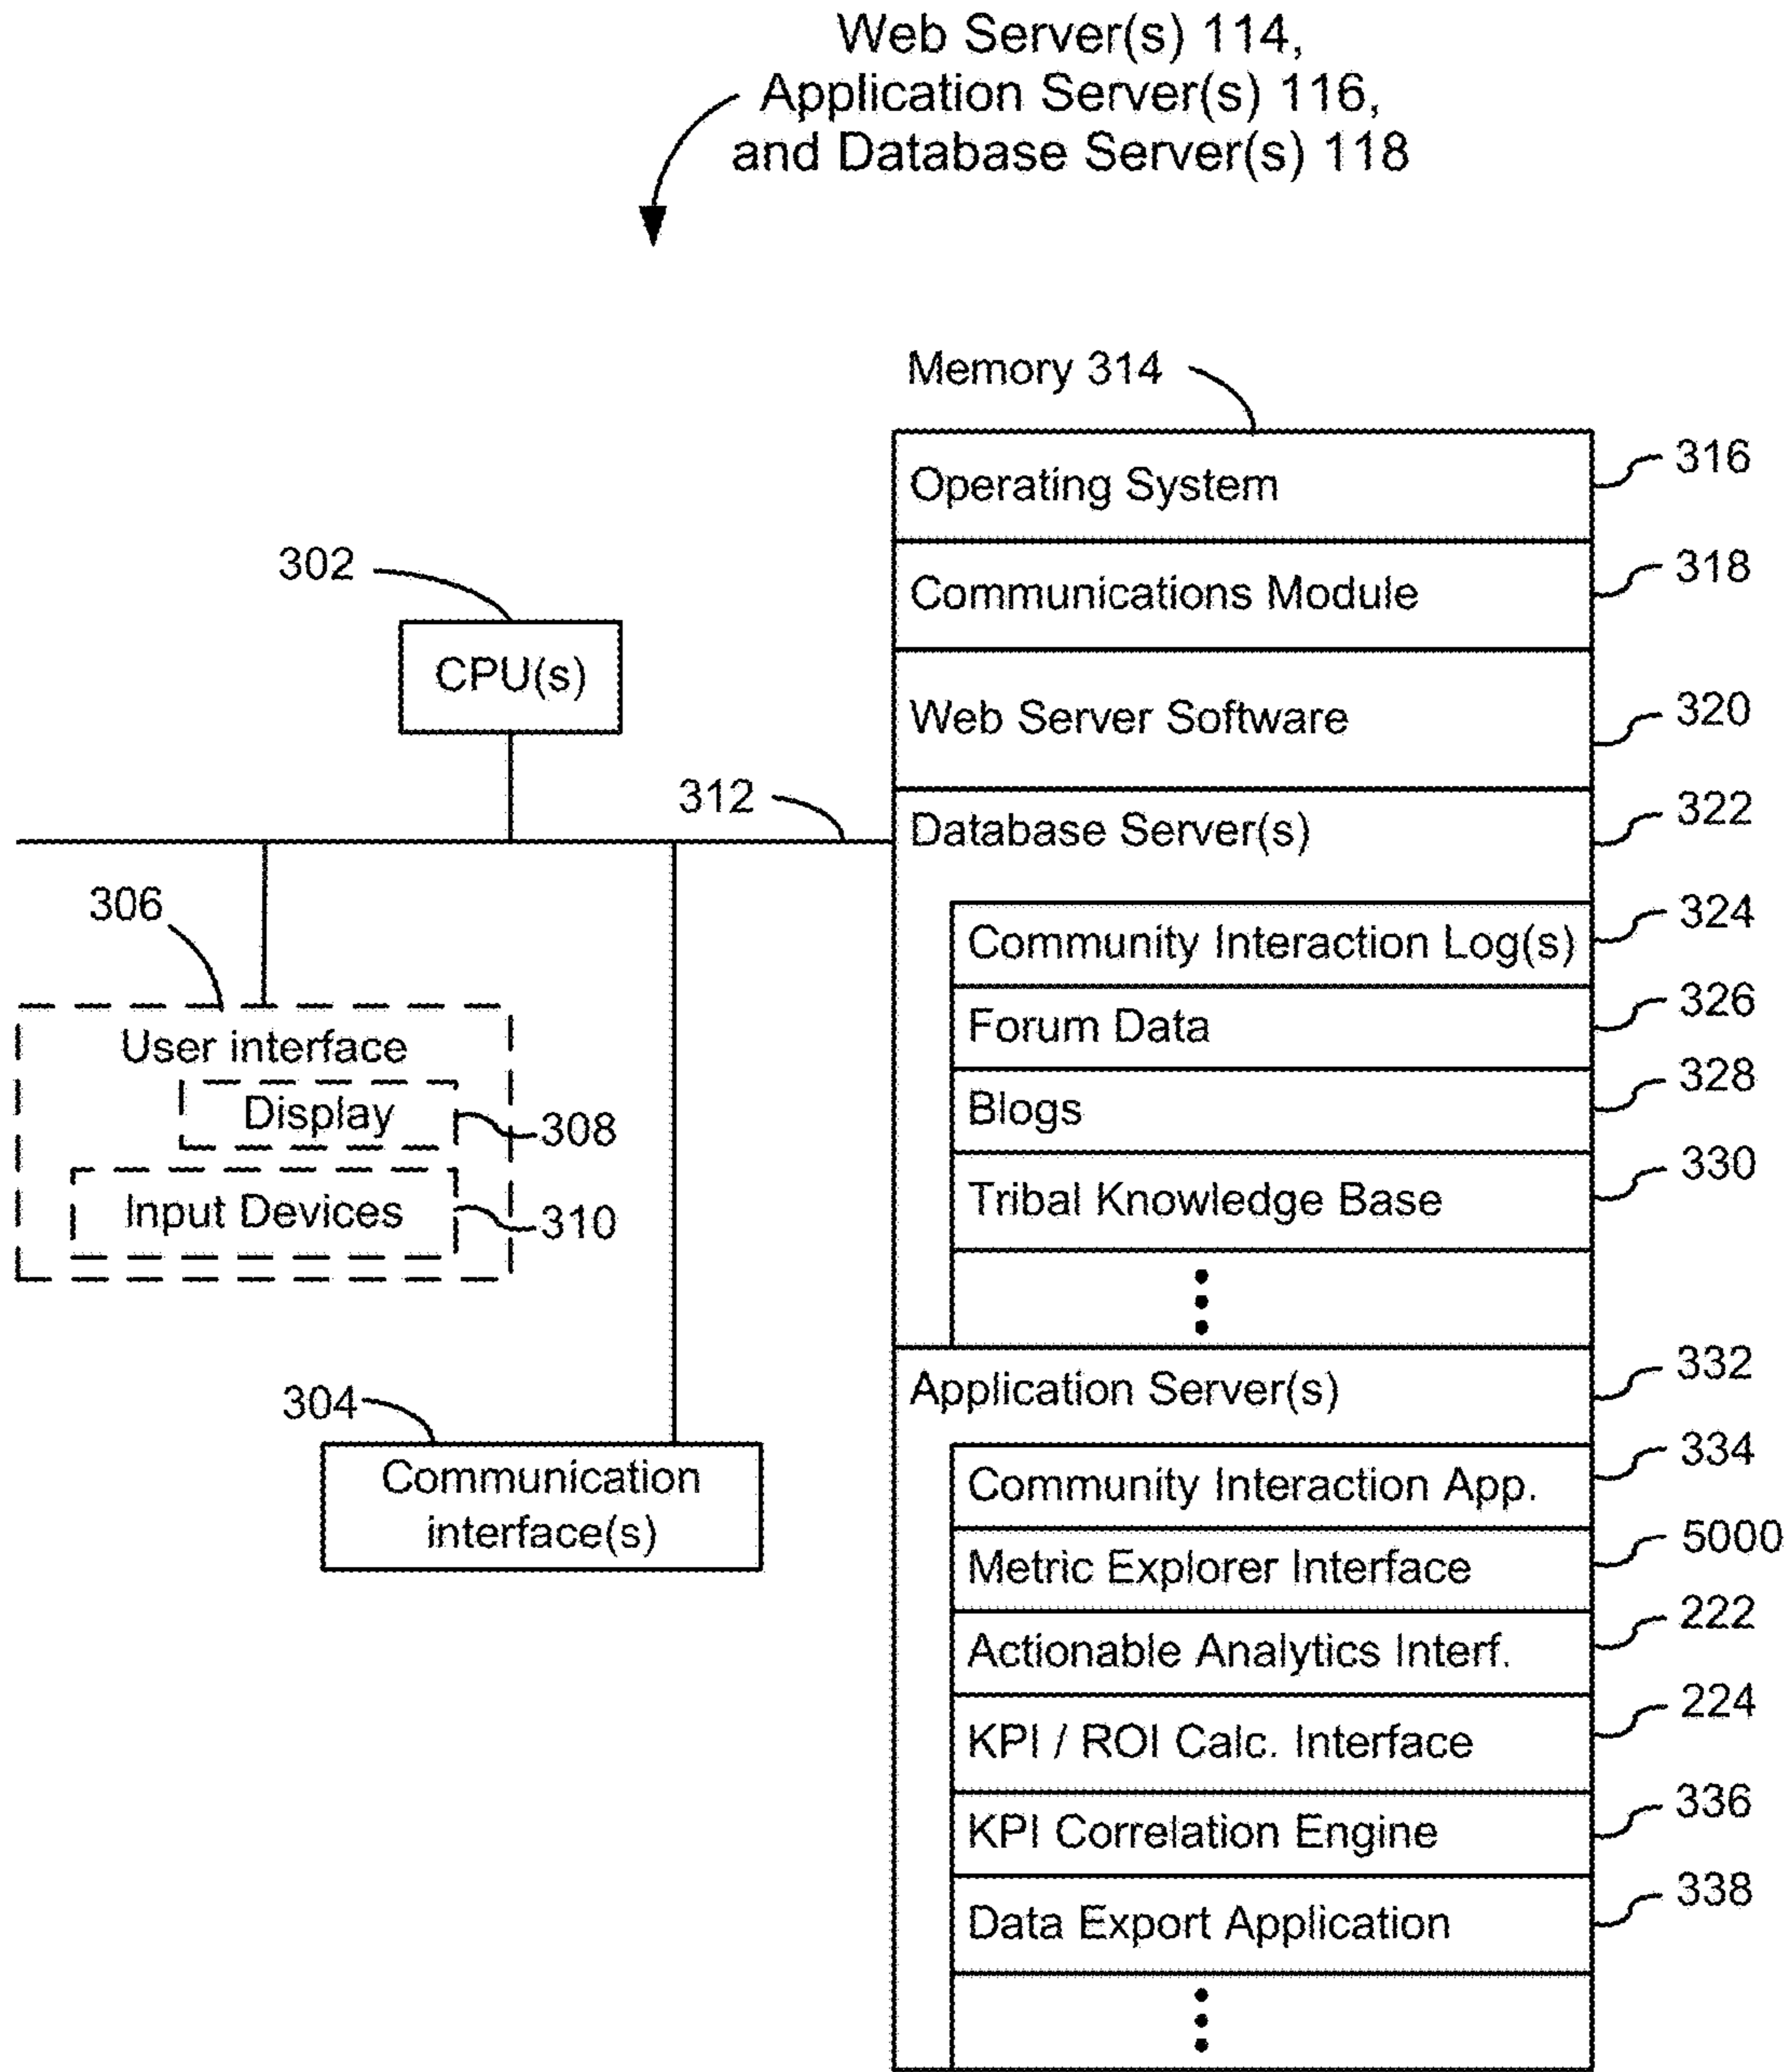 Web Server(s) 114,
Application Server(s) 116,
and Database Server(s) 118
Memory 314
Operating System
316
Communications Module
318
Web Server Software
320
302
CPU(s)
312
Database Server(s)
322
Community Interaction Log(s)
324
Forum Data
326
Blogs
328
Tribal Knowledge Base
330
306
User interface
Display
308
Input Devices
310
304
Communication
interface(s)
Application Server(s)
332
Community Interaction App.
334
Metric Explorer Interface
5000
Actionable Analytics Interf.
222
KPI / ROI Calc. Interface
224
KPI Correlation Engine
336
Data Export Application
338